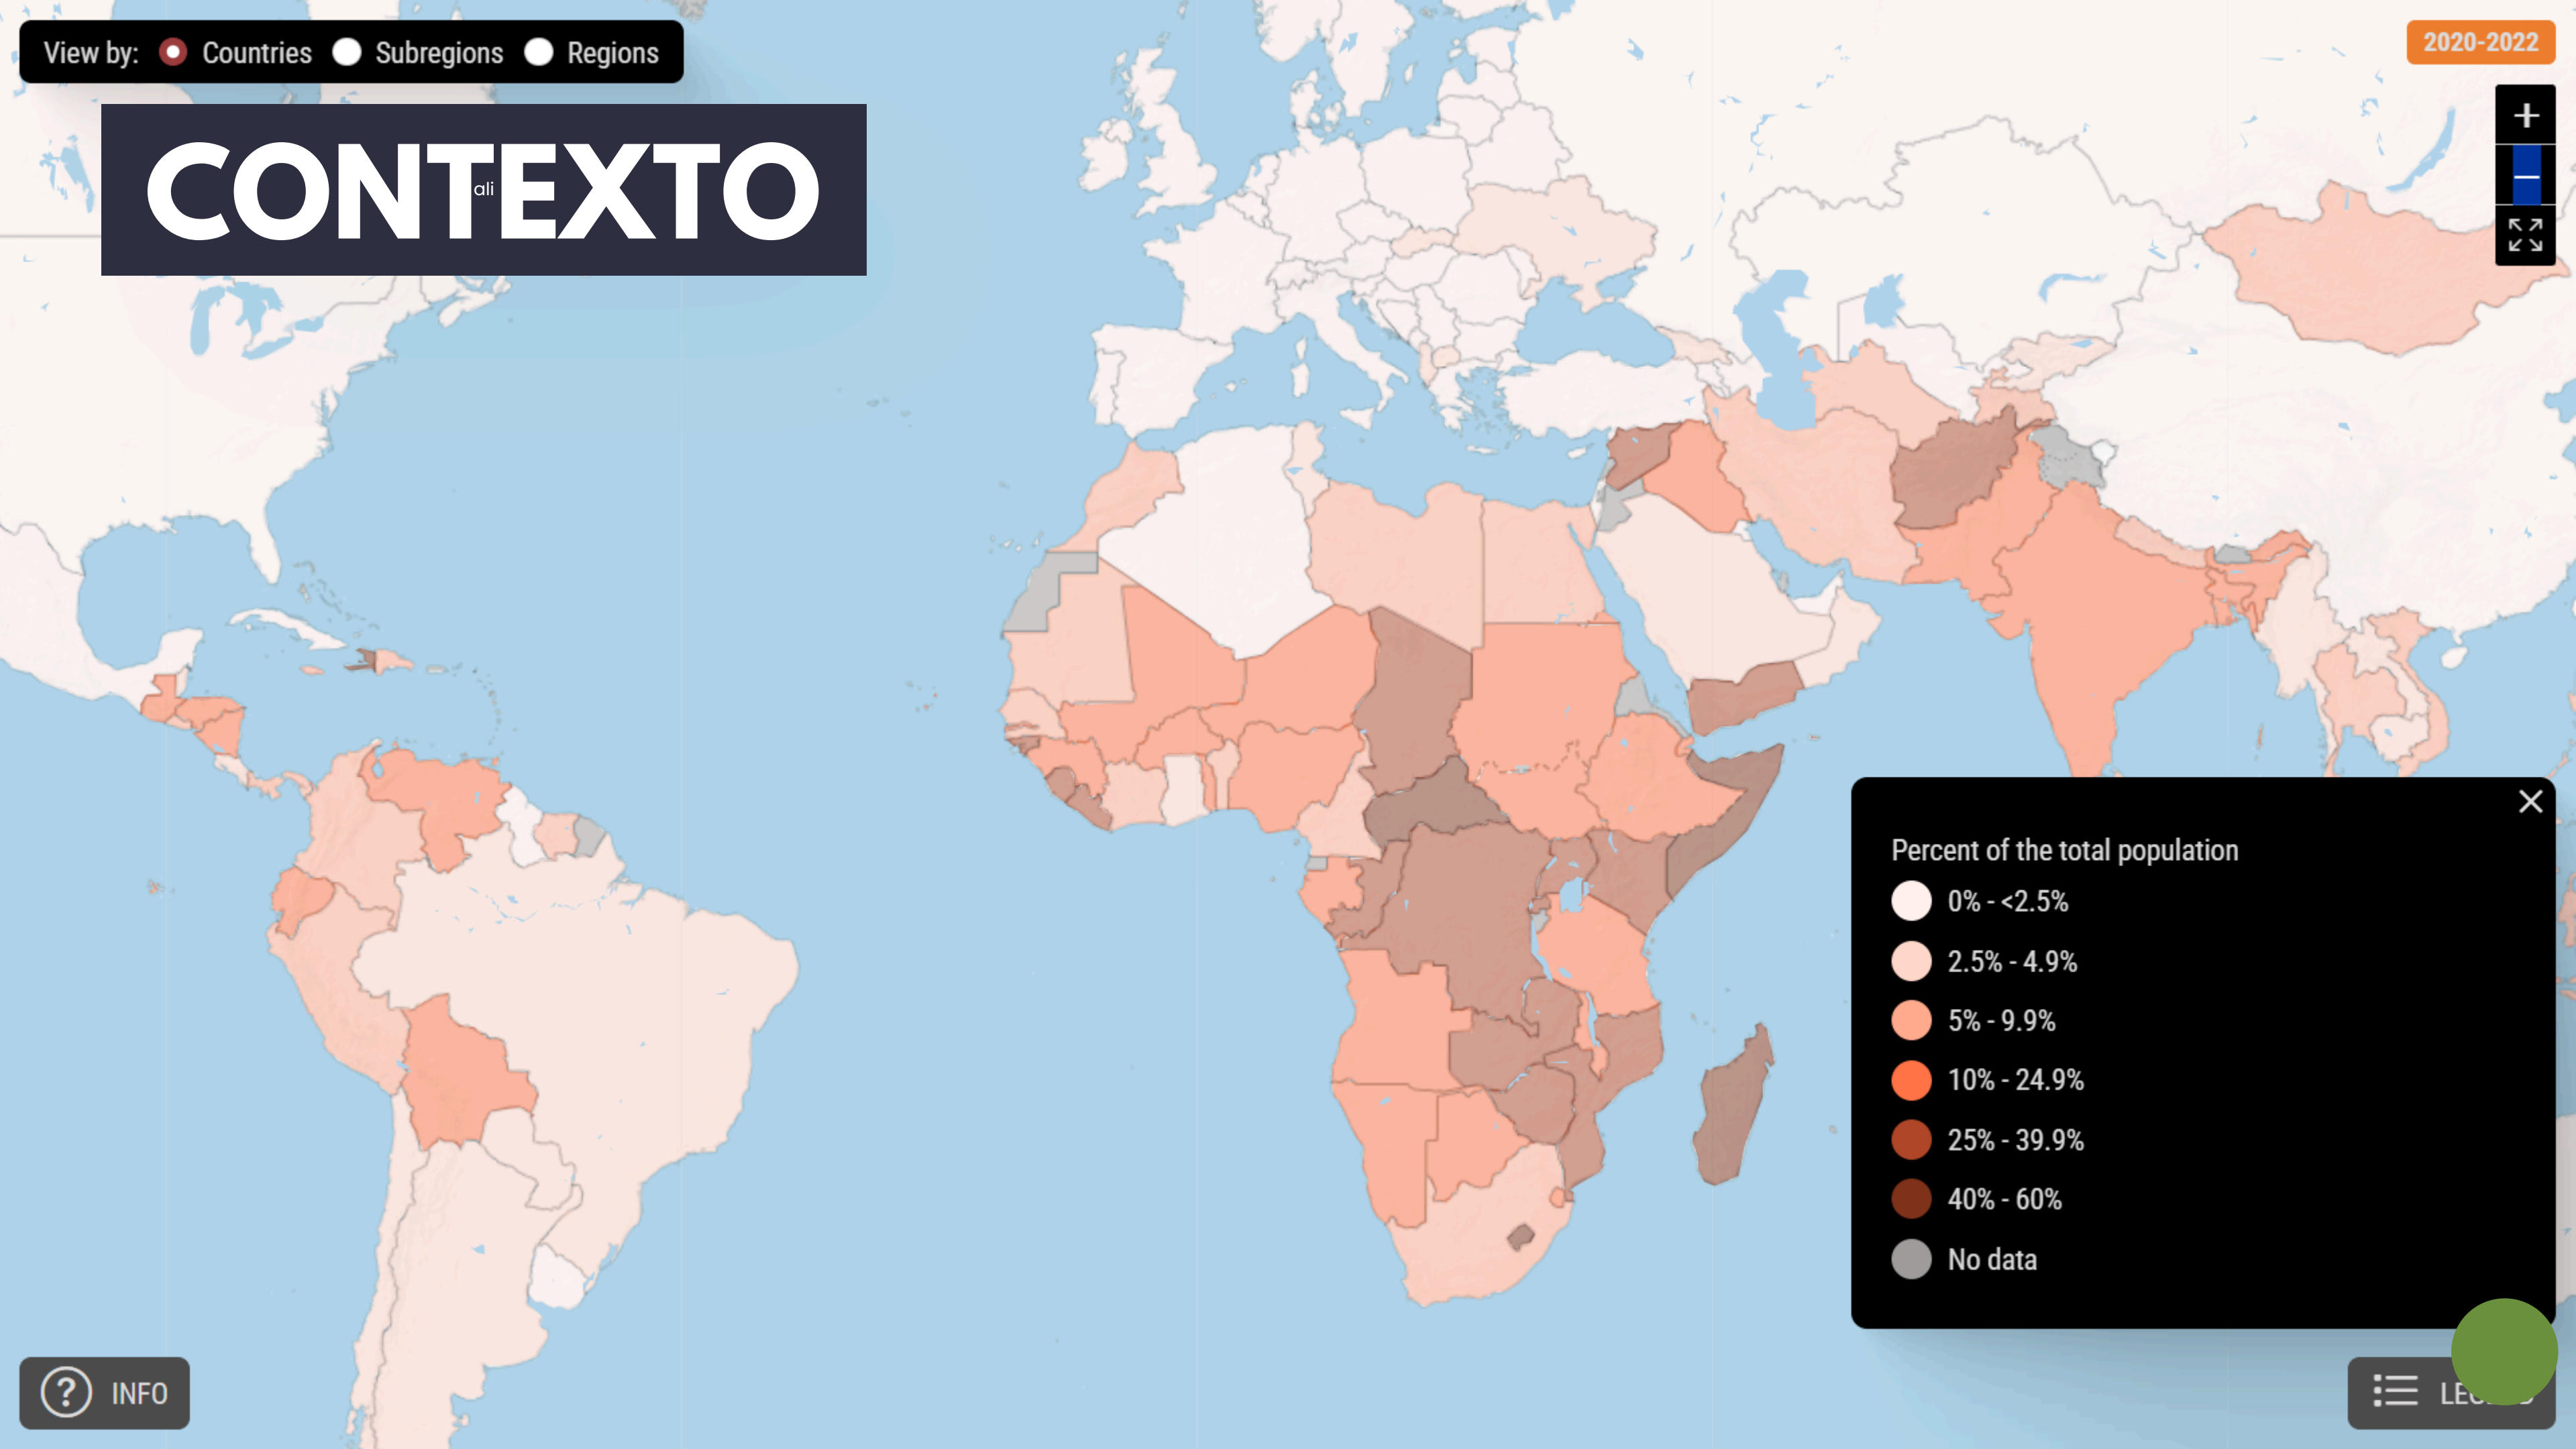 View by: Countries Subregions Regions
2020-2022
CONTEXTO
ali
Percent of the total population
0% - <2.5%
2.5% - 4.9%
5% - 9.9%
10% - 24.9%
25% - 39.9%
40% - 60%
No data
? INFO